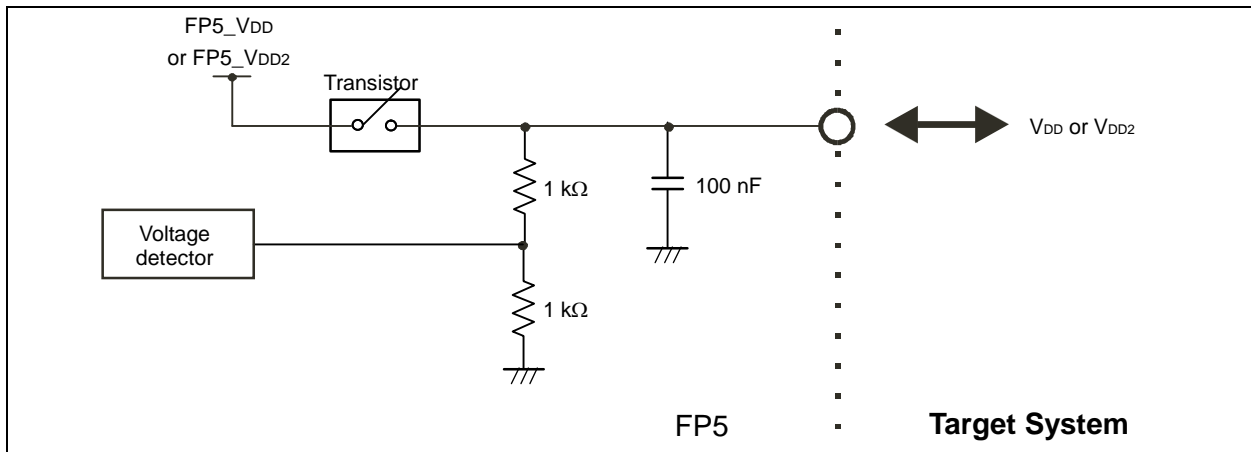 FP5_VDD
or FP5_VDD2
Transistor
VDD or VDD2
1 kΩ
100 nF
Voltage
detector
1 kΩ
FP5
Target System